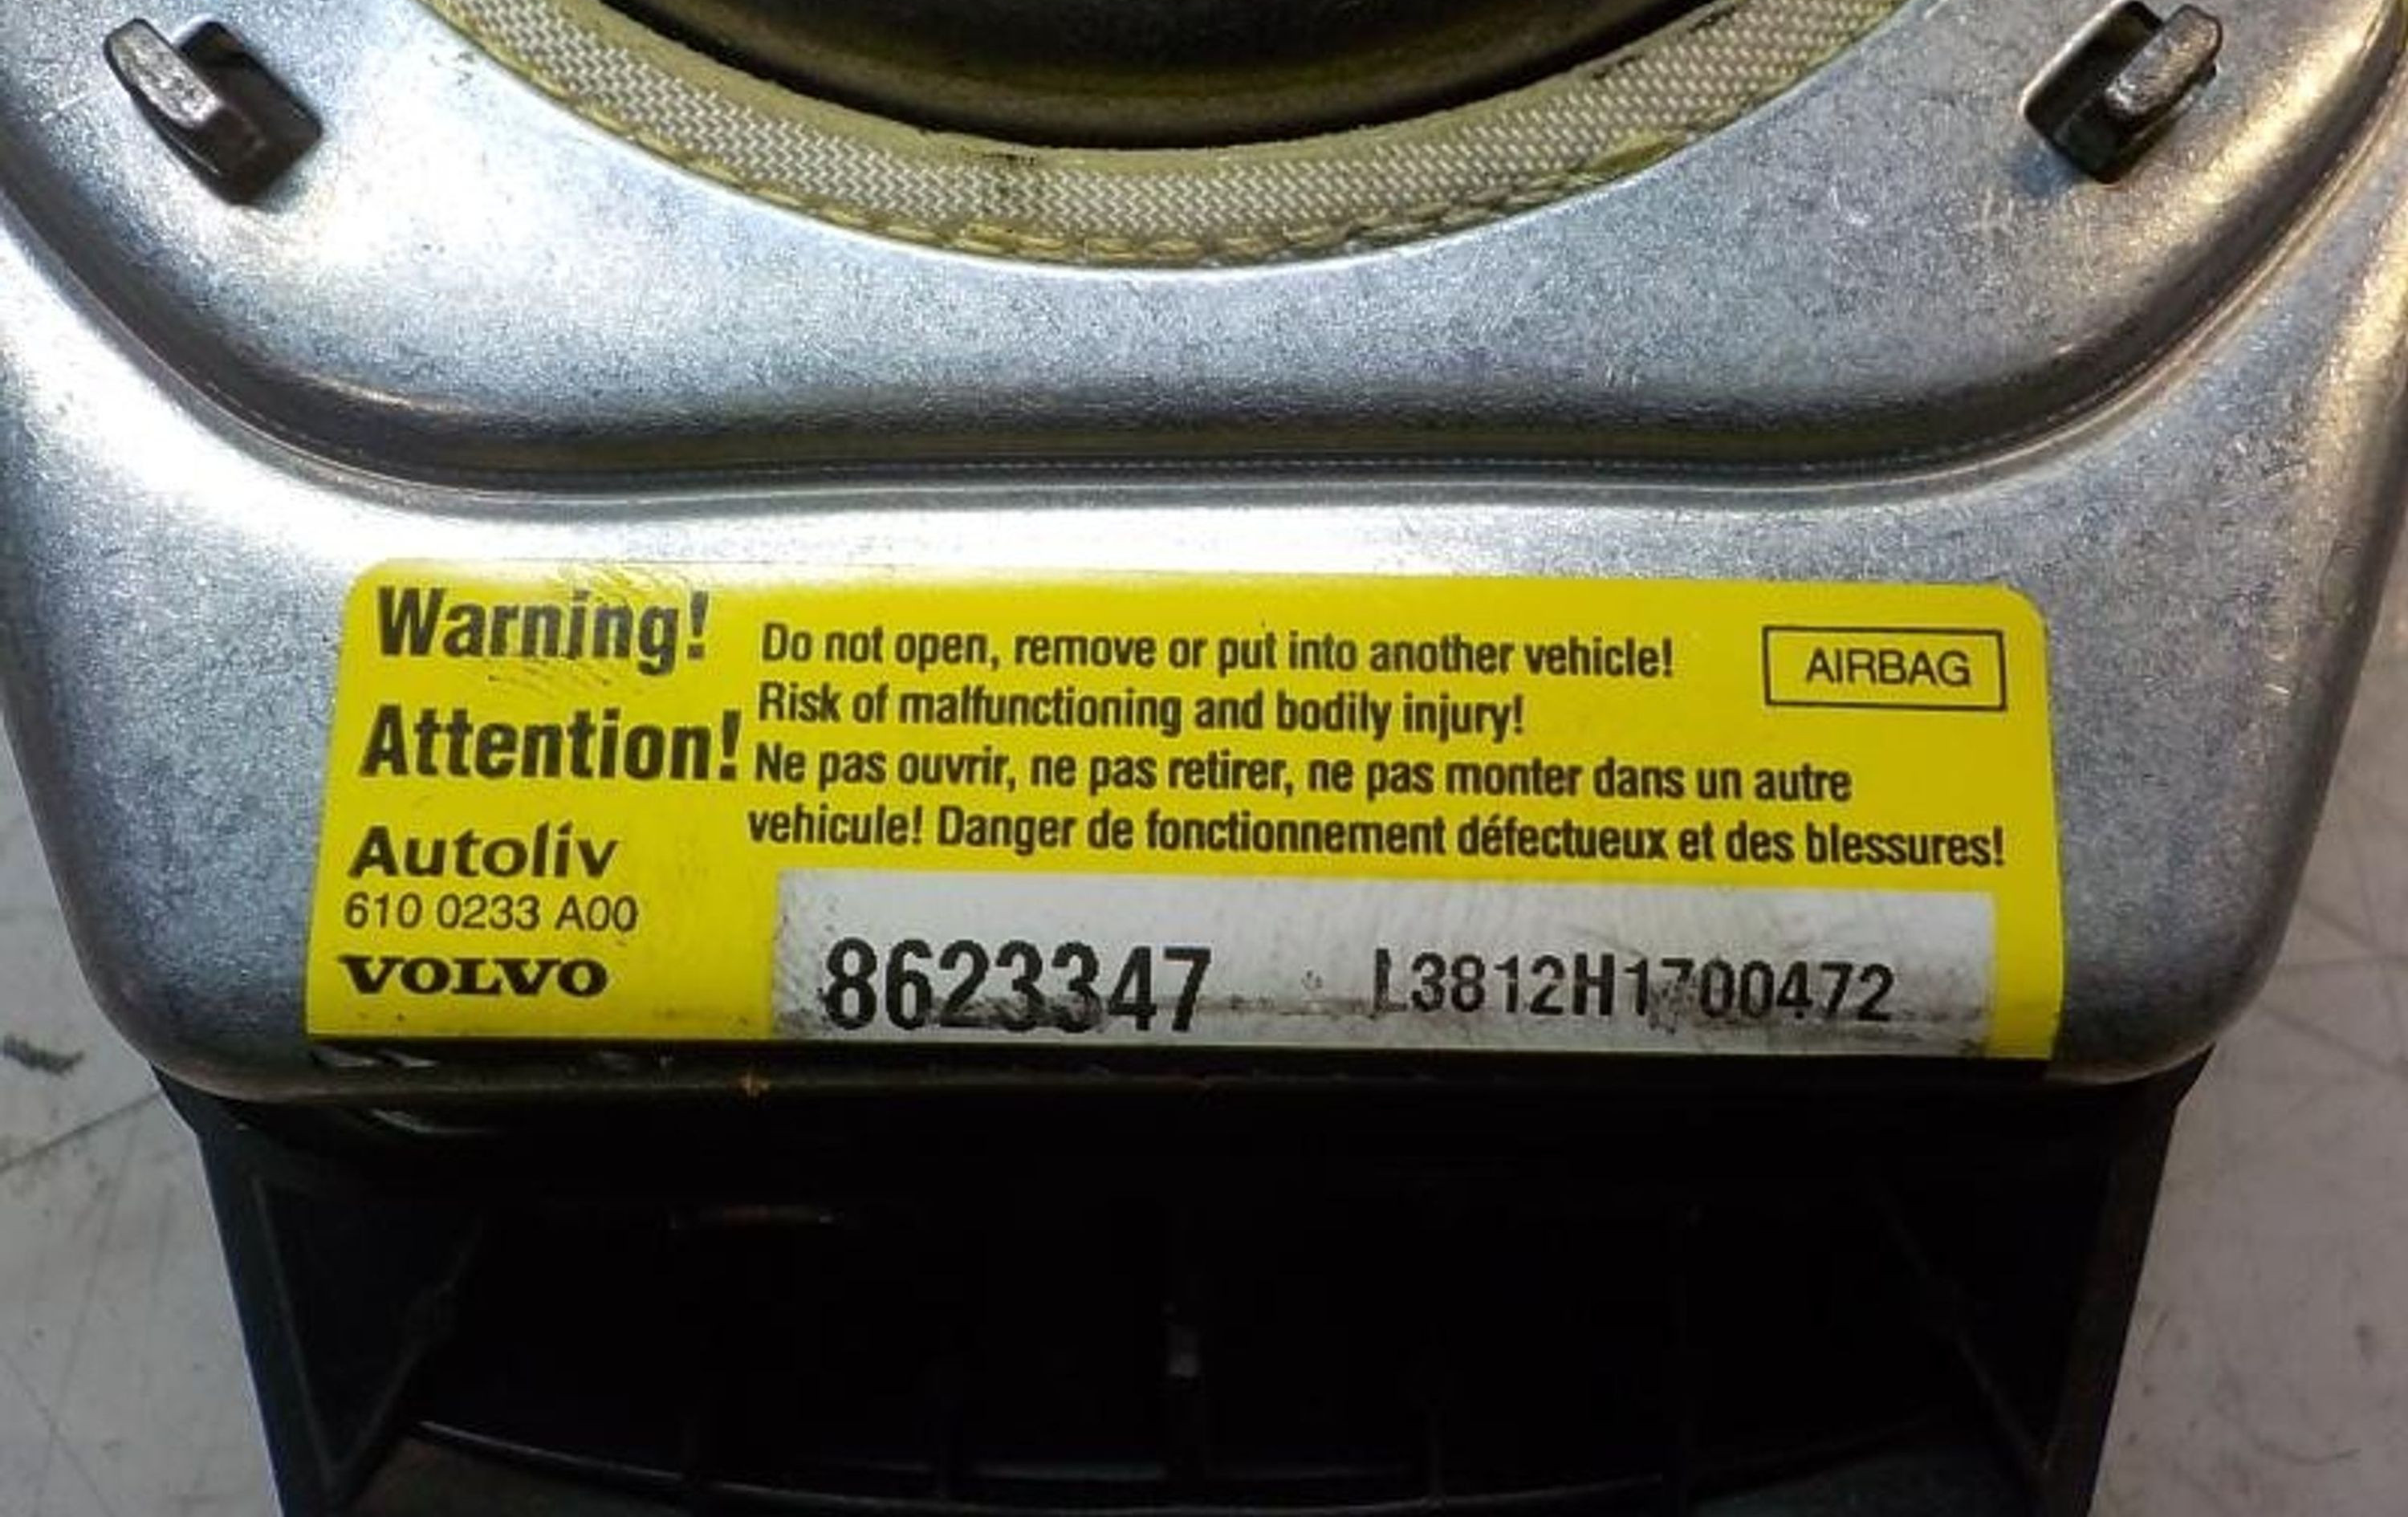 Warning!
Attention!
Do not open, remove or put into another vehicle!
Risk of malfunctioning and bodily injury!
Ne pas ouvrir, ne pas retirer, ne pas monter dans un autre
vehicule! Danger de fonctionnement défectueux et des blessures!
AIRBAG
Autoliv
610 0233 A00
VOLVO
8623347 L3812H1700472